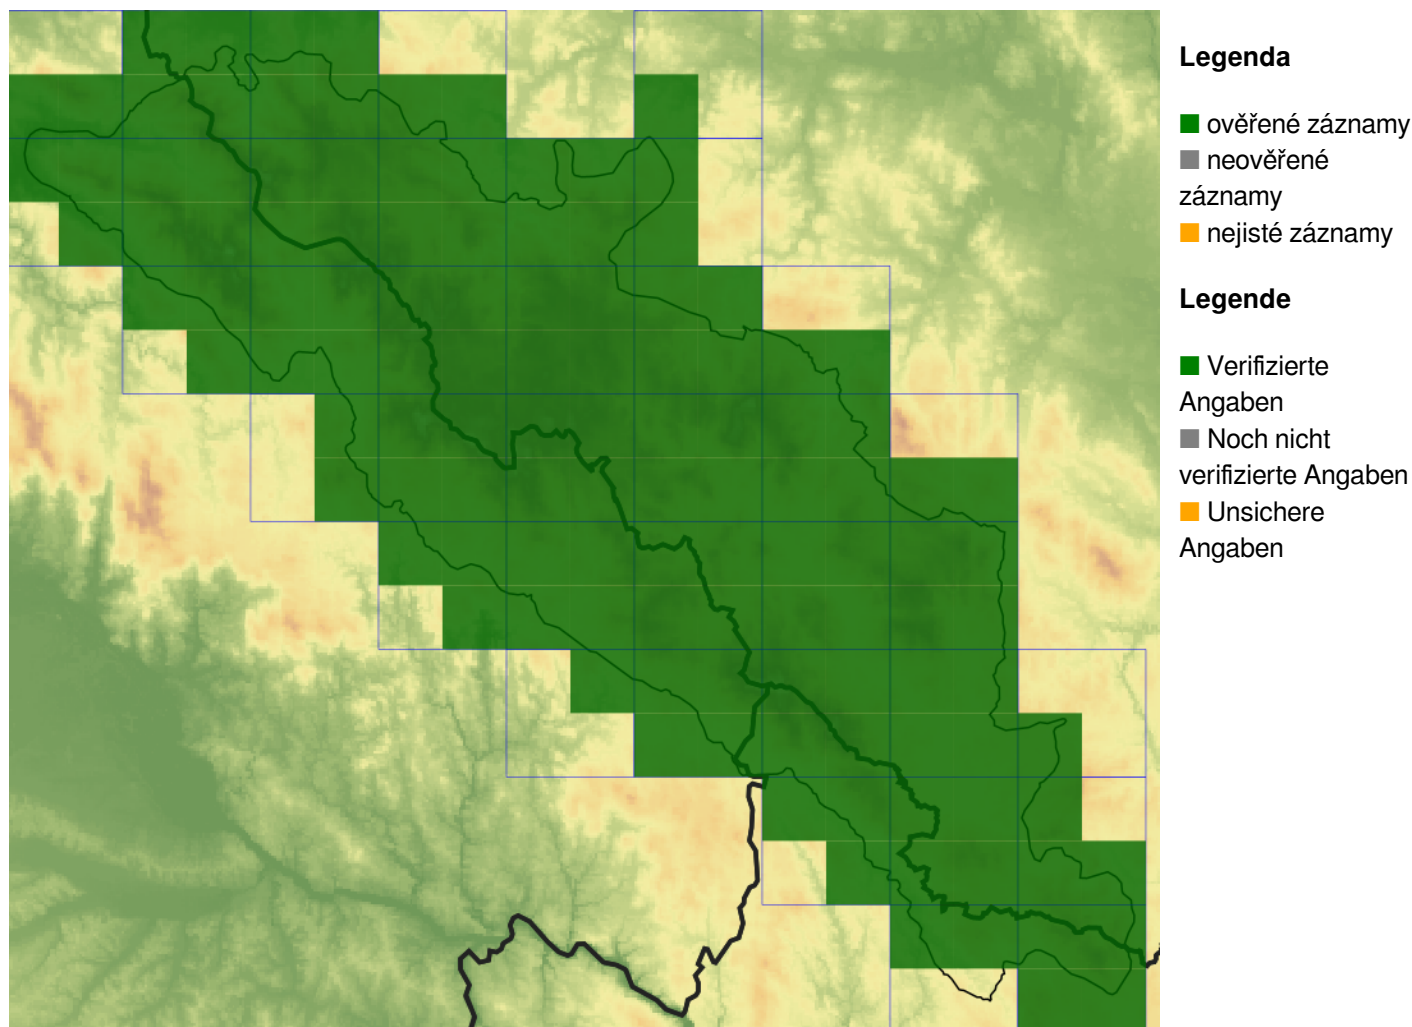 Legenda
ověřené záznamy
neověřené
záznamy
nejisté záznamy
Legende
Verifizierte
Angaben
Noch nicht
verifizierte Angaben
Unsichere
Angaben